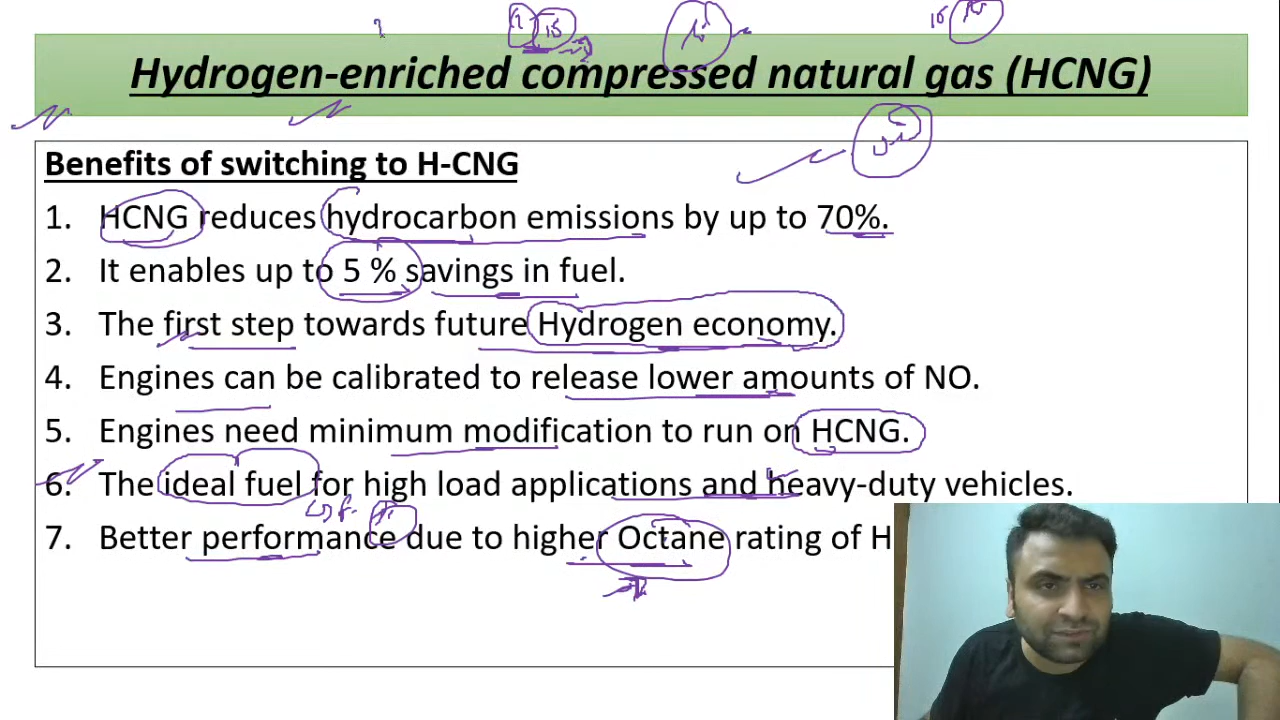 Hydrogen-enriched compressed natural gas (HCNG)
Benefits of switching to H-CNG
1. HCNG reduces hydrocarbon emissions by up to 70%.
2. It enables up to 5 % savings in fuel.
3. The first step towards future Hydrogen economy.
4. Engines can be calibrated to release lower amounts of NO.
5. Engines need minimum modification to run on HCNG.
6. The ideal fuel for high load applications and heavy-duty vehicles.
7. Better performance due to higher Octane rating of H